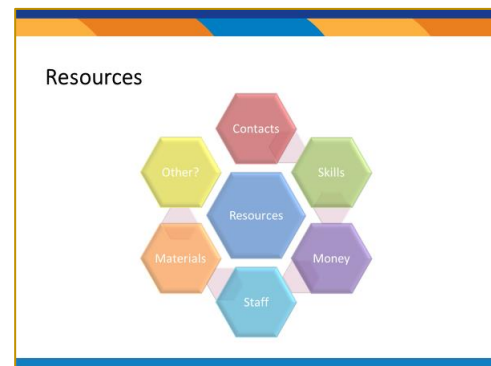 Resources
Contacts
Other?
Skills
Resources
Materials
Money
Staff